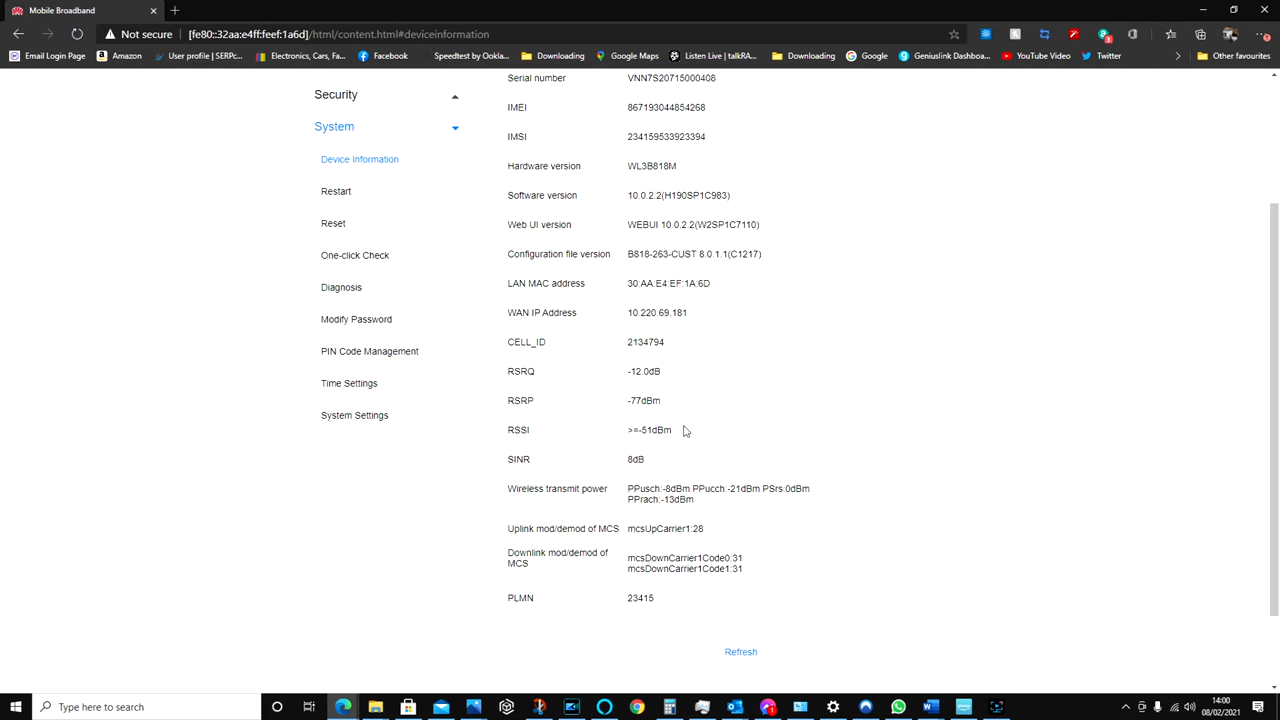 Mobile Broadband
Not secure | [fe80::32aa:e4ff:feef:1a6d]/html/content.html#deviceinformation
Email Login Page Amazon User profile | SERPc... Electronics, Cars, Fa... Facebook Speedtest by Ookla... Downloading Google Maps Listen Live | talkRA... Downloading Google Geniuslink Dashbo... YouTube Video Twitter Other favorites
Serial number VNN7S20715000408
Security
IMEI 867193044854268
System
IMSI 234159533923394
Device Information
Hardware version WL3B818M
Restart
Software version 10.0.2.2(H190SP1C983)
Reset
Web UI version WEBUI 10.0.2.2(W2SP1C7110)
One-click Check
Configuration file version B818-263-CUST 8.0.1.1(C1217)
Diagnosis
LAN MAC address 30:AA:E4:EF:1A:6D
Modify Password
WAN IP Address 10.220.69.181
PIN Code Management
CELL_ID 2134794
Time Settings
RSRQ -12.0dB
System Settings
RSRP -77dBm
RSSI >=-51dBm
SINR 8dB
Wireless transmit power PPusch:-8dBm PPucch:-21dBm PSrs:0dBm
PPrach:-13dBm
Uplink mod/demod of MCS mcsUpCarrier1:28
Downlink mod/demod of
MCS
mcsDownCarrier1Code0:31
mcsDownCarrier1Code1:31
PLMN 23415
Refresh
Type here to search
14:00
08/02/2021